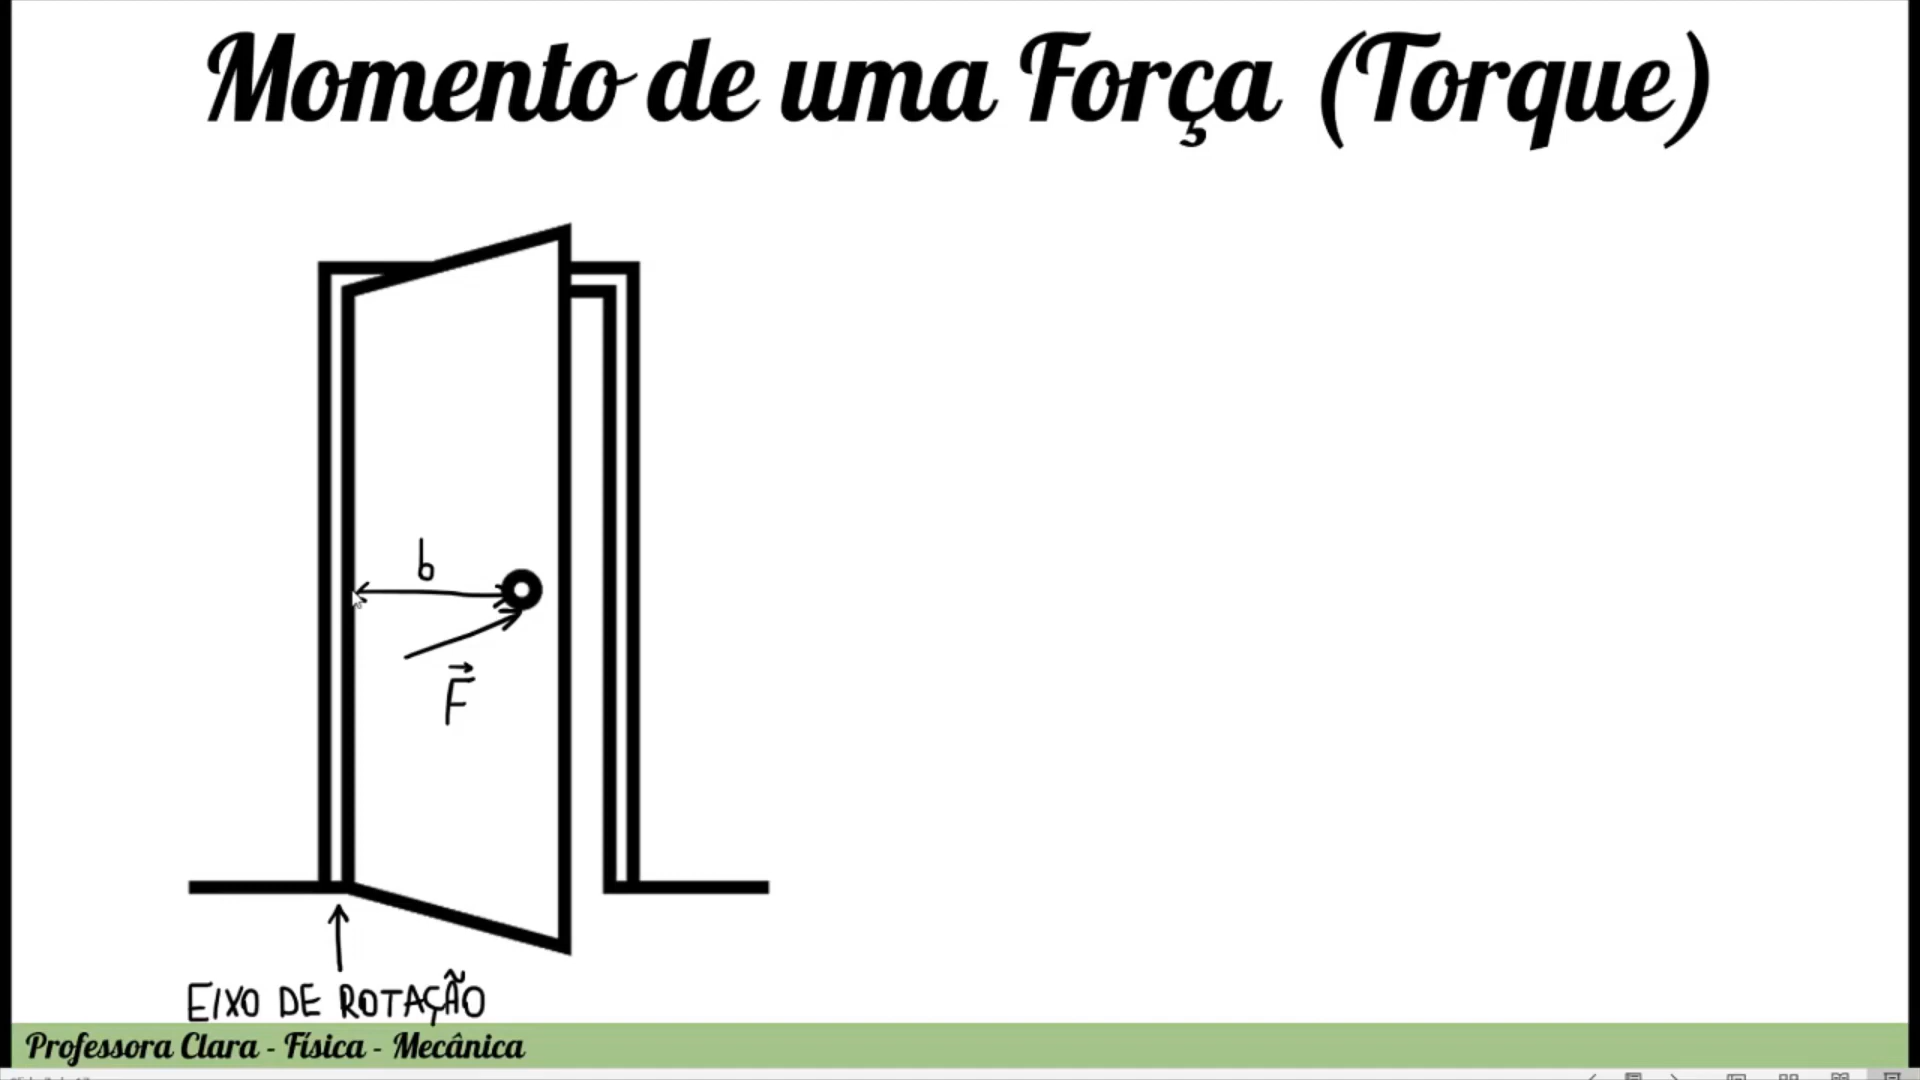 Momento de uma Força (Torque)
b
F
EIXO DE ROTAÇÃO
Professora Clara - Física - Mecânica